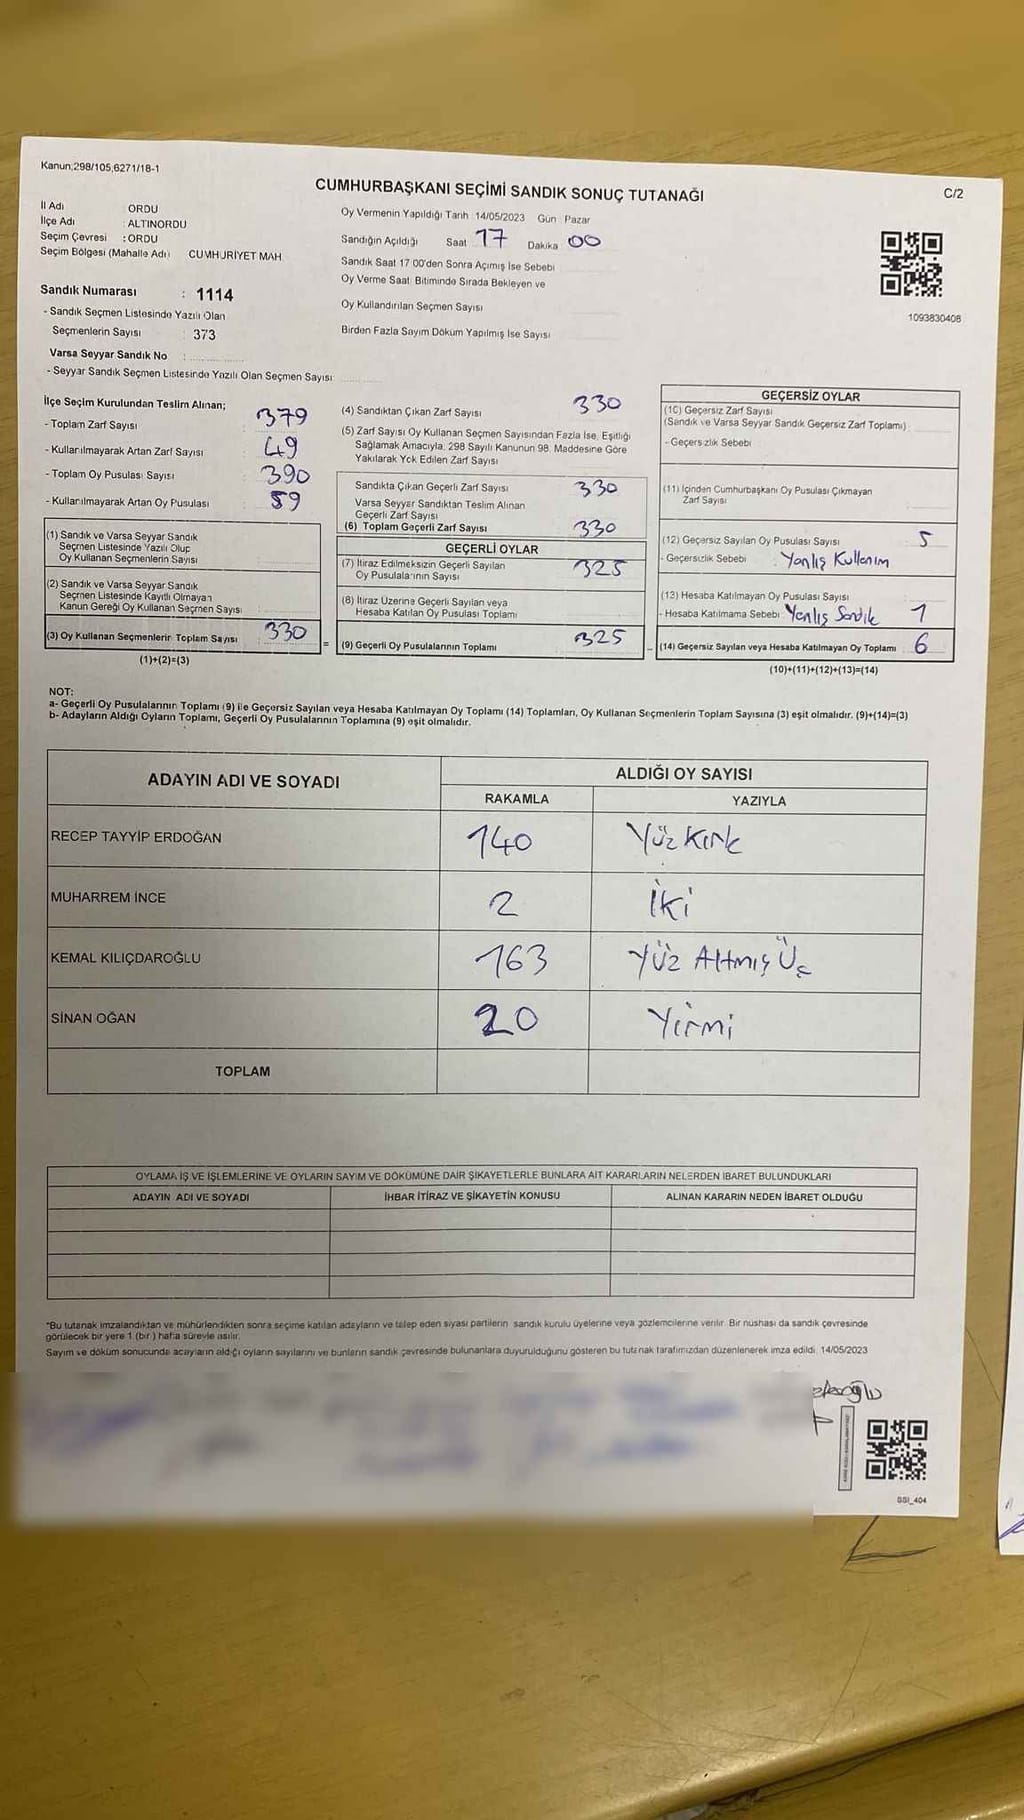 Kanun;298/105;6271/18-1
CUMHURBAŞKANI SEÇİMİ SANDIK SONUÇ TUTANAĞI
C/2
İl Adı : ORDU
İlçe Adı : ALTINORDU
Seçim Çevresi : ORDU
Seçim Bölgesi (Mahalle Adı) CUMHURİYET MAH.
Sandık Numarası : 1114
- Sandık Seçmen Listesinde Yazılı Olan
Seçmenlerin Sayısı : 373
Varsa Seyyar Sandık No :
- Seyyar Sandık Seçmen Listesinde Yazılı Olan Seçmen Sayısı
Oy Vermenin Yapıldığı Tarih 14/05/2023 Gün Pazar
Sandığın Açıldığı Saat 17 Dakika 00
Sandık Saat 17 00'den Sonra Açımış İse Sebebi
Oy Verme Saat Bitiminde Sırada Bekleyen ve
Oy Kullandırılan Seçmen Sayısı
Birden Fazla Sayım Döküm Yapılmış İse Sayısı
1093830408
İlçe Seçim Kurulundan Teslim Alınan;
- Toplam Zarf Sayısı : 379
- Kullanılmayarak Artan Zarf Sayısı : 49
- Toplam Oy Pusulası Sayısı : 390
- Kullanılmayarak Artan Oy Pusulası : 59
(1) Sandık ve Varsa Seyyar Sandık
Seçmen Listesinde Yazılı Olup
Oy Kullanan Seçmenlerin Sayısı
(2) Sandık ve Varsa Seyyar Sandık
Seçmen Listesinde Kayıtlı Olmayan
Kanun Gereği Oy Kullanan Seçmen Sayısı
(3) Oy Kullanan Seçmenlerin Toplam Sayısı 330
(1)+(2)=(3)
(4) Sandıktan Çıkan Zarf Sayısı 330
(5) Zarf Sayısı Oy Kullanan Seçmen Sayısından Fazla İse, Eşitliği
Sağlamak Amacıyla, 298 Sayılı Kanunun 98. Maddesine Göre
Yakılarak Yok Edilen Zarf Sayısı
Sandıkta Çıkan Geçerli Zarf Sayısı 330
Varsa Seyyar Sandıktan Teslim Alınan
Geçerli Zarf Sayısı
(6) Toplam Geçerli Zarf Sayısı 330
GEÇERLİ OYLAR
(7) İtiraz Edilmeksizin Geçerli Sayılan
Oy Pusulalarının Sayısı 325
(8) İtiraz Üzerine Geçerli Sayılan veya
Hesaba Katılan Oy Pusulası Toplamı
= (9) Geçerli Oy Pusulalarının Toplamı 325
GEÇERSİZ OYLAR
(10) Geçersiz Zarf Sayısı
(Sandık ve Varsa Seyyar Sandık Geçersiz Zarf Toplamı)
- Geçersizlik Sebebi
(11) İçinden Cumhurbaşkanı Oy Pusulası Çıkmayan
Zarf Sayısı
(12) Geçersiz Sayılan Oy Pusulası Sayısı 5
- Geçersizlik Sebebi : Yanlış Kullanım
(13) Hesaba Katılmayan Oy Pusulası Sayısı
- Hesaba Katılmama Sebebi : Yanlış Sandık 1
(14) Geçersiz Sayılan veya Hesaba Katılmayan Oy Toplamı 6
(10)+(11)+(12)+(13)=(14)
NOT:
a- Geçerli Oy Pusulalarının Toplamı (9) ile Geçersiz Sayılan veya Hesaba Katılmayan Oy Toplamı (14) Toplamları, Oy Kullanan Seçmenlerin Toplam Sayısına (3) eşit olmalıdır. (9)+(14)=(3)
b- Adayların Aldığı Oyların Toplamı, Geçerli Oy Pusulalarının Toplamına (9) eşit olmalıdır.
ADAYIN ADI VE SOYADI
ALDIĞI OY SAYISI
RAKAMLA YAZIYLA
RECEP TAYYİP ERDOĞAN 140 Yüz Kırk
MUHARREM İNCE 2 İki
KEMAL KILIÇDAROĞLU 163 Yüz Altmış Üç
SİNAN OĞAN 20 Yirmi
TOPLAM
OYLAMA İŞ VE İŞLEMLERİNE VE OYLARIN SAYIM VE DÖKÜMÜNE DAİR ŞİKAYETLERLE BUNLARA AİT KARARLARIN NELERDEN İBARET BULUNDUKLARI
ADAYIN ADI VE SOYADI İHBAR İTİRAZ VE ŞİKAYETİN KONUSU ALINAN KARARIN NEDEN İBARET OLDUĞU
*Bu tutanak imzalandıktan ve mühürlendikten sonra seçime katılan adayların ve talep eden siyasi partilerin sandık kurulu üyelerine veya gözlemcilerine verilir. Bir nüshası da sandık çevresinde
görülecek bir yere 1 (bir) hafta süreyle asılır.
Sayım ve döküm sonucunda adayların aldığı oyların sayılarını ve bunların sandık çevresinde bulunanlara duyurulduğunu gösteren bu tutanak tarafımızdan düzenlenerek imza edildi. 14/05/2023
SSI_404